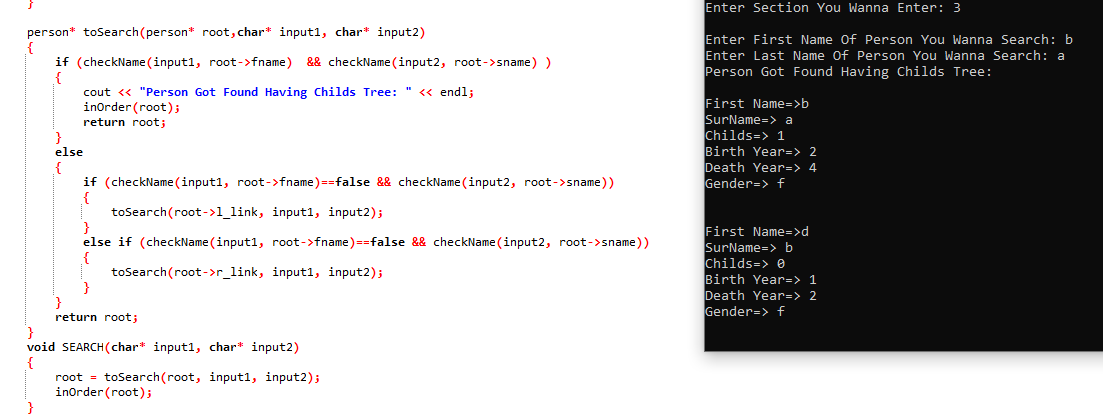 }
person* toSearch(person* root,char* input1, char* input2)
{
if (checkName(input1, root->fname)  && checkName(input2, root->sname) )
{
cout << "Person Got Found Having Childs Tree: " << endl;
inOrder(root);
return root;
}
else
{
if (checkName(input1, root->fname)==false && checkName(input2, root->sname))
{
toSearch(root->l_link, input1, input2);
}
else if (checkName(input1, root->fname)==false && checkName(input2, root->sname))
{
toSearch(root->r_link, input1, input2);
}
}
return root;
}
void SEARCH(char* input1, char* input2)
{
root = toSearch(root, input1, input2);
inOrder(root);
}
Enter Section You Wanna Enter: 3
Enter First Name Of Person You Wanna Search: b
Enter Last Name Of Person You Wanna Search: a
Person Got Found Having Childs Tree:
First Name=>b
SurName=> a
Childs=> 1
Birth Year=> 2
Death Year=> 4
Gender=> f
First Name=>d
SurName=> b
Childs=> 0
Birth Year=> 1
Death Year=> 2
Gender=> f